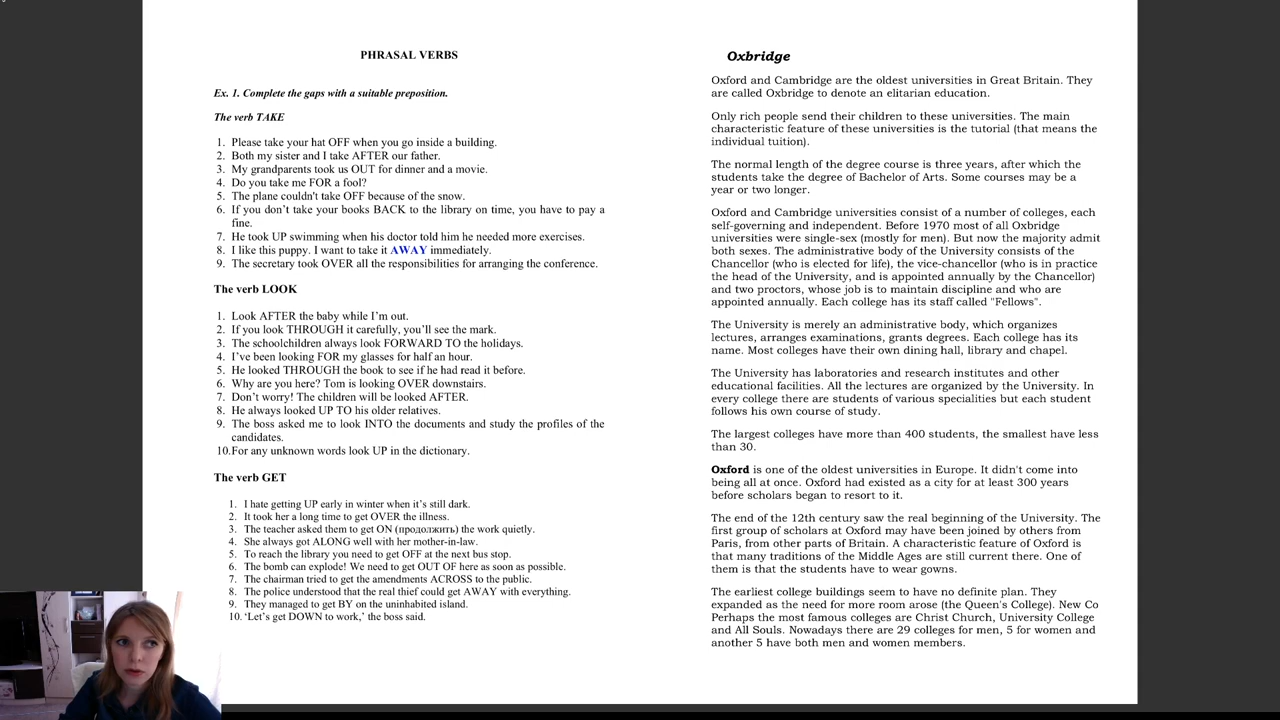 PHRASAL VERBS
Ex. 1. Complete the gaps with a suitable preposition.
The verb TAKE
1. Please take your hat OFF when you go inside a building.
2. Both my sister and I take AFTER our father.
3. My grandparents took us OUT for dinner and a movie.
4. Do you take me FOR a fool?
5. The plane couldn't take OFF because of the snow.
6. If you don’t take your books BACK to the library on time, you have to pay a
fine.
7. He took UP swimming when his doctor told him he needed more exercises.
8. I like this puppy. I want to take it AWAY immediately.
9. The secretary took OVER all the responsibilities for arranging the conference.
The verb LOOK
1. Look AFTER the baby while I’m out.
2. If you look THROUGH it carefully, you’ll see the mark.
3. The schoolchildren always look FORWARD TO the holidays.
4. I’ve been looking FOR my glasses for half an hour.
5. He looked THROUGH the book to see if he had read it before.
6. Why are you here? Tom is looking OVER downstairs.
7. Don’t worry! The children will be looked AFTER.
8. He always looked UP TO his older relatives.
9. The boss asked me to look INTO the documents and study the profiles of the
candidates.
10.For any unknown words look UP in the dictionary.
The verb GET
1. I hate getting UP early in winter when it’s still dark.
2. It took her a long time to get OVER the illness.
3. The teacher asked them to get ON (продолжить) the work quietly.
4. She always got ALONG well with her mother-in-law.
5. To reach the library you need to get OFF at the next bus stop.
6. The bomb can explode! We need to get OUT OF here as soon as possible.
7. The chairman tried to get the amendments ACROSS to the public.
8. The police understood that the real thief could get AWAY with everything.
9. They managed to get BY on the uninhabited island.
10. ‘Let’s get DOWN to work,’ the boss said.
Oxbridge
Oxford and Cambridge are the oldest universities in Great Britain. They
are called Oxbridge to denote an elitarian education.
Only rich people send their children to these universities. The main
characteristic feature of these universities is the tutorial (that means the
individual tuition).
The normal length of the degree course is three years, after which the
students take the degree of Bachelor of Arts. Some courses may be a
year or two longer.
Oxford and Cambridge universities consist of a number of colleges, each
self-governing and independent. Before 1970 most of all Oxbridge
universities were single-sex (mostly for men). But now the majority admit
both sexes. The administrative body of the University consists of the
Chancellor (who is elected for life), the vice-chancellor (who is in practice
the head of the University, and is appointed annually by the Chancellor)
and two proctors, whose job is to maintain discipline and who are
appointed annually. Each college has its staff called "Fellows".
The University is merely an administrative body, which organizes
lectures, arranges examinations, grants degrees. Each college has its
name. Most colleges have their own dining hall, library and chapel.
The University has laboratories and research institutes and other
educational facilities. All the lectures are organized by the University. In
every college there are students of various specialities but each student
follows his own course of study.
The largest colleges have more than 400 students, the smallest have less
than 30.
Oxford is one of the oldest universities in Europe. It didn't come into
being all at once. Oxford had existed as a city for at least 300 years
before scholars began to resort to it.
The end of the 12th century saw the real beginning of the University. The
first group of scholars at Oxford may have been joined by others from
Paris, from other parts of Britain. A characteristic feature of Oxford is
that many traditions of the Middle Ages are still current there. One of
them is that the students have to wear gowns.
The earliest college buildings seem to have no definite plan. They
expanded as the need for more room arose (the Queen's College). New Co
Perhaps the most famous colleges are Christ Church, University College
and All Souls. Nowadays there are 29 colleges for men, 5 for women and
another 5 have both men and women members.